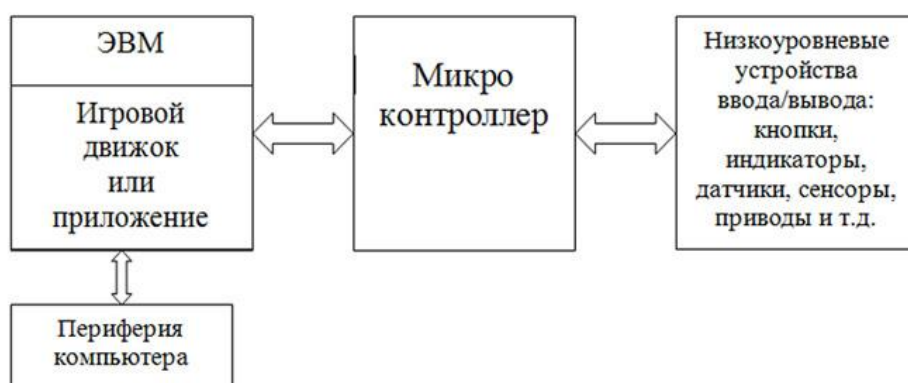 ЭВМ
Игровой
движок
или
приложение
Микро
контроллер
Низкоуровневые
устройства
ввода/вывода:
кнопки,
индикаторы,
датчики, сенсоры,
приводы и т.д.
Периферия
компьютера